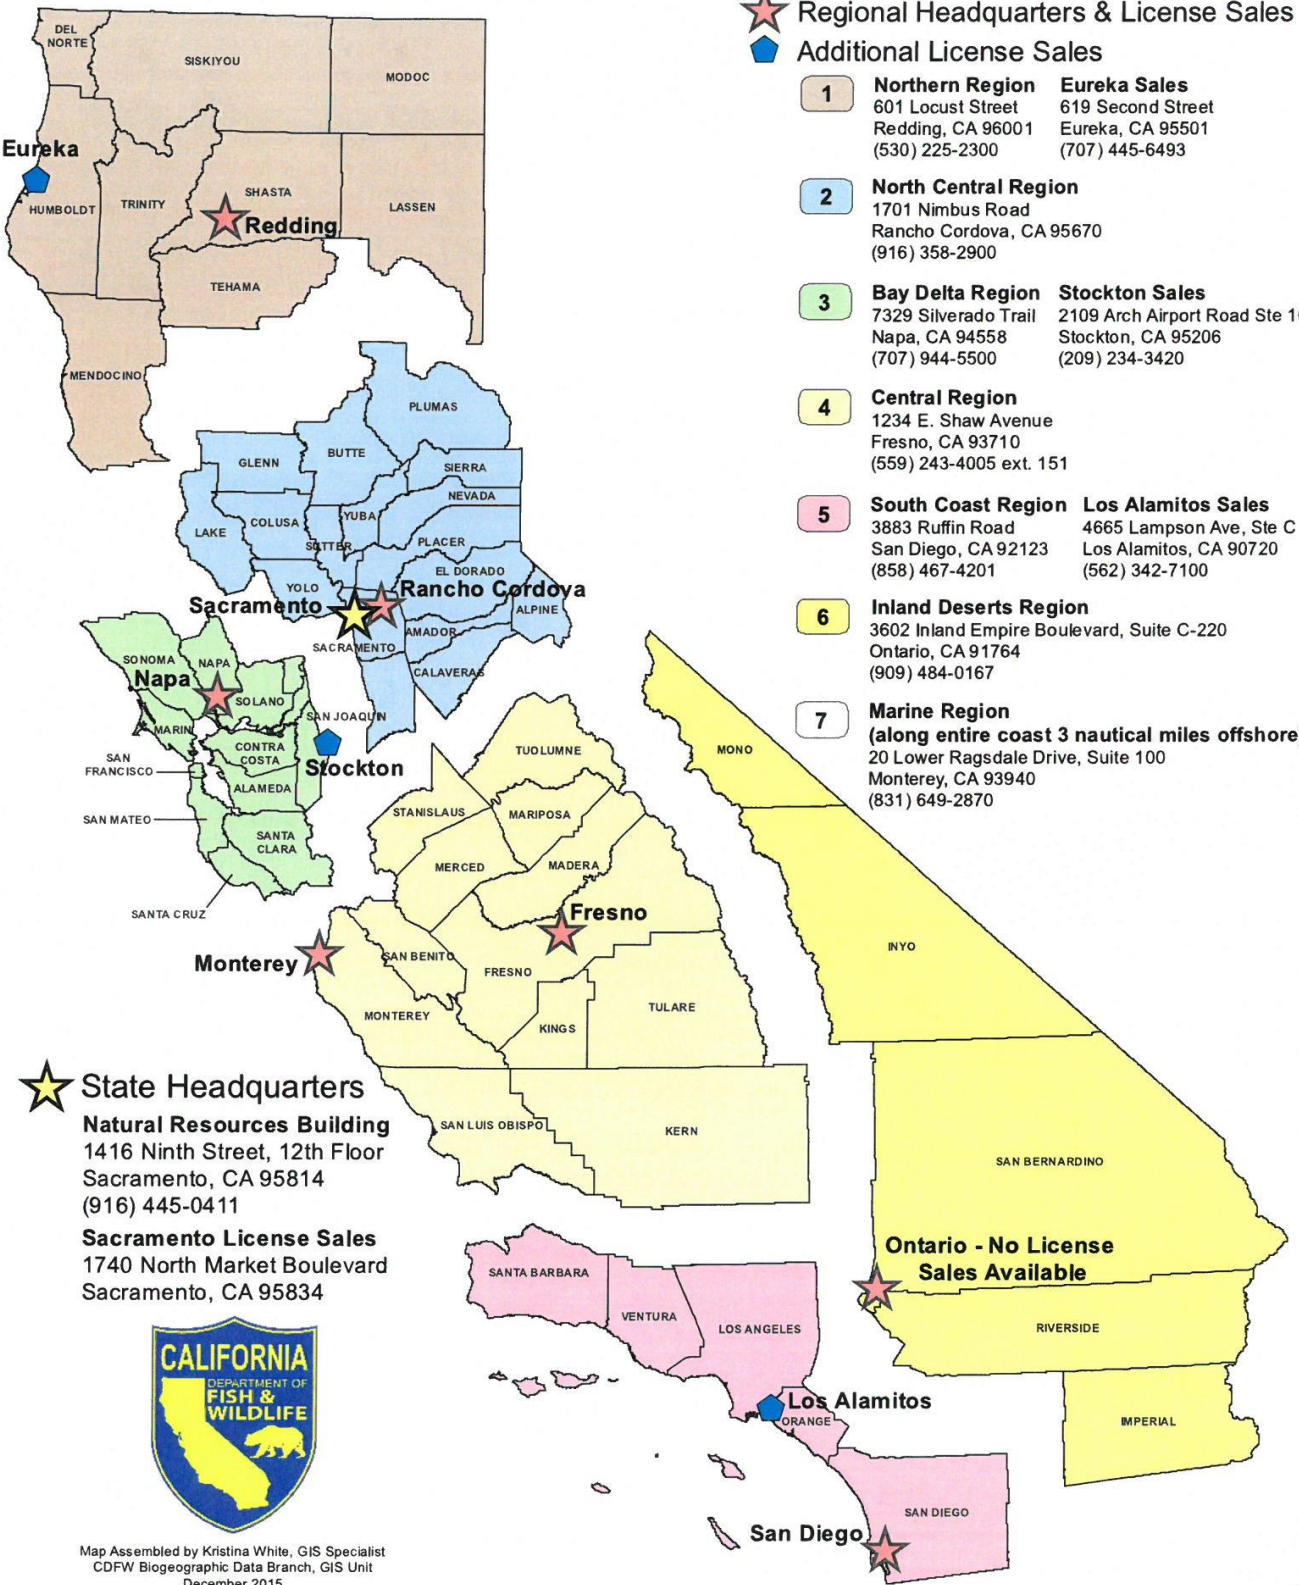 Regional Headquarters & License Sales
Additional License Sales
1
Northern Region
601 Locust Street
Redding, CA 96001
(530) 225-2300
Eureka Sales
619 Second Street
Eureka, CA 95501
(707) 445-6493
2
North Central Region
1701 Nimbus Road
Rancho Cordova, CA 95670
(916) 358-2900
3
Bay Delta Region
7329 Silverado Trail
Napa, CA 94558
(707) 944-5500
Stockton Sales
2109 Arch Airport Road Ste
Stockton, CA 95206
(209) 234-3420
4
Central Region
1234 E. Shaw Avenue
Fresno, CA 93710
(559) 243-4005 ext. 151
5
South Coast Region
3883 Ruffin Road
San Diego, CA 92123
(858) 467-4201
Los Alamitos Sales
4665 Lampson Ave, Ste C
Los Alamitos, CA 90720
(562) 342-7100
6
Inland Deserts Region
3602 Inland Empire Boulevard, Suite C-220
Ontario, CA 91764
(909) 484-0167
7
Marine Region
(along entire coast 3 nautical miles offshore)
20 Lower Ragsdale Drive, Suite 100
Monterey, CA 93940
(831) 649-2870
DEL
NORTE
SISKIYOU
MODOC
Eureka
HUMBOLDT
TRINITY
SHASTA
Redding
LASSEN
TEHAMA
MENDOCINO
PLUMAS
BUTTE
GLENN
SIERRA
NEVADA
YUBA
COLUSA
LAKE
SUTTER
PLACER
EL DORADO
YOLO
Rancho Cordova
Sacramento
ALPINE
AMADOR
SACRAMENTO
CALAVERAS
SONOMA
NAPA
Napa
SOLANO
SAN JOAQUIN
MARIN
CONTRA
COSTA
SAN
FRANCISCO
Stockton
ALAMEDA
SAN MATEO
SANTA
CLARA
SANTA CRUZ
TUOLUMNE
STANISLAUS
MARIPOSA
MERCED
MADERA
Fresno
Monterey
SAN BENITO
FRESNO
MONTEREY
KINGS
TULARE
SAN LUIS OBISPO
KERN
MONO
INYO
SAN BERNARDINO
Ontario - No License
Sales Available
RIVERSIDE
IMPERIAL
SANTA BARBARA
VENTURA
LOS ANGELES
Los Alamitos
ORANGE
SAN DIEGO
San Diego
State Headquarters
Natural Resources Building
1416 Ninth Street, 12th Floor
Sacramento, CA 95814
(916) 445-0411
Sacramento License Sales
1740 North Market Boulevard
Sacramento, CA 95834
CALIFORNIA
DEPARTMENT OF
FISH &
WILDLIFE
Map Assembled by Kristina White, GIS Specialist
CDFW Biogeographic Data Branch, GIS Unit
December 2015